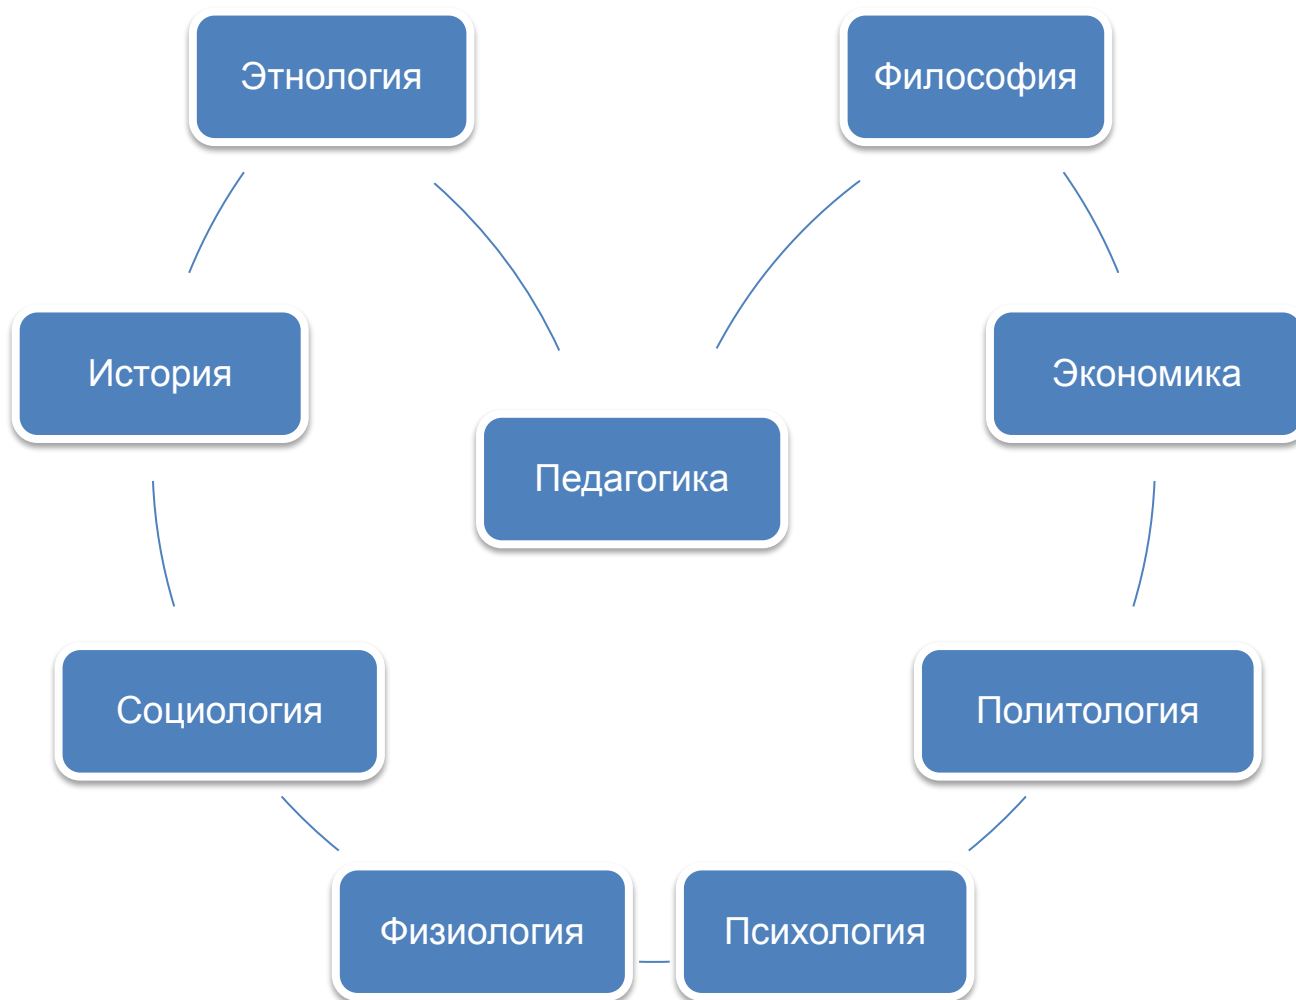 Этнология
Философия
История
Экономика
Педагогика
Социология
Политология
Физиология
Психология